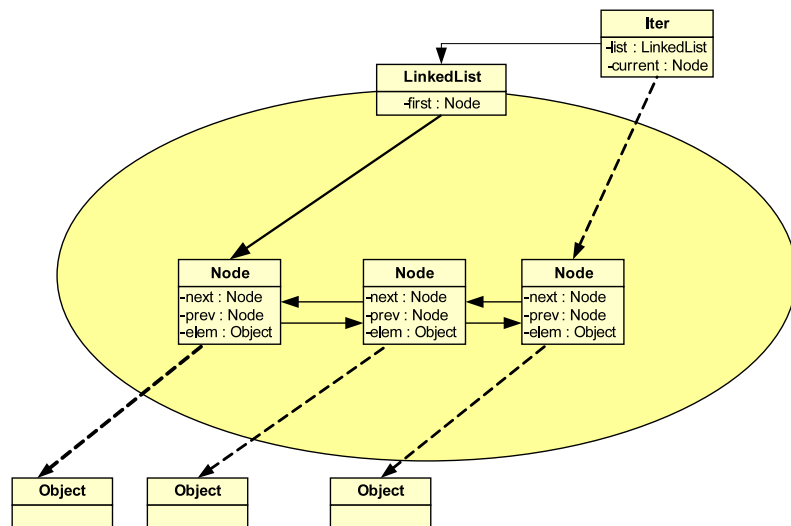 Iter
-list : LinkedList
-current : Node
LinkedList
-first : Node
Node
-next : Node
-prev : Node
-elem : Object
Node
-next : Node
-prev : Node
-elem : Object
Node
-next : Node
-prev : Node
-elem : Object
Object
Object
Object